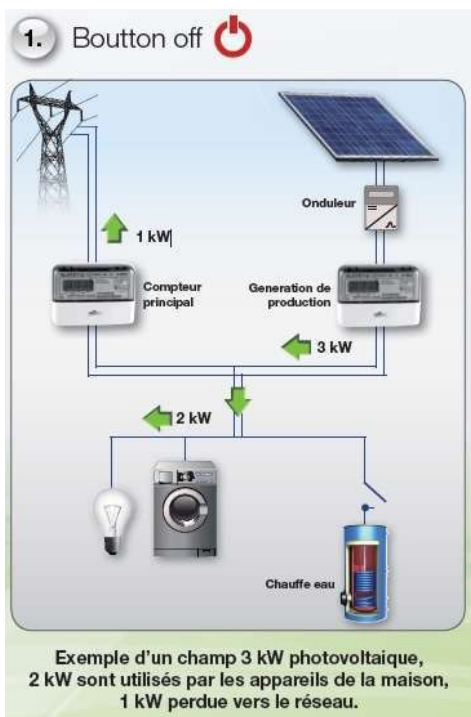 1. Boutton off
Onduleur
1 kW
Compteur
principal
Generation de
production
3 kW
2 kW
Chauffe eau
Exemple d'un champ 3 kW photovoltaique,
2 kW sont utilisés par les appareils de la maison,
1 kW perdue vers le réseau.